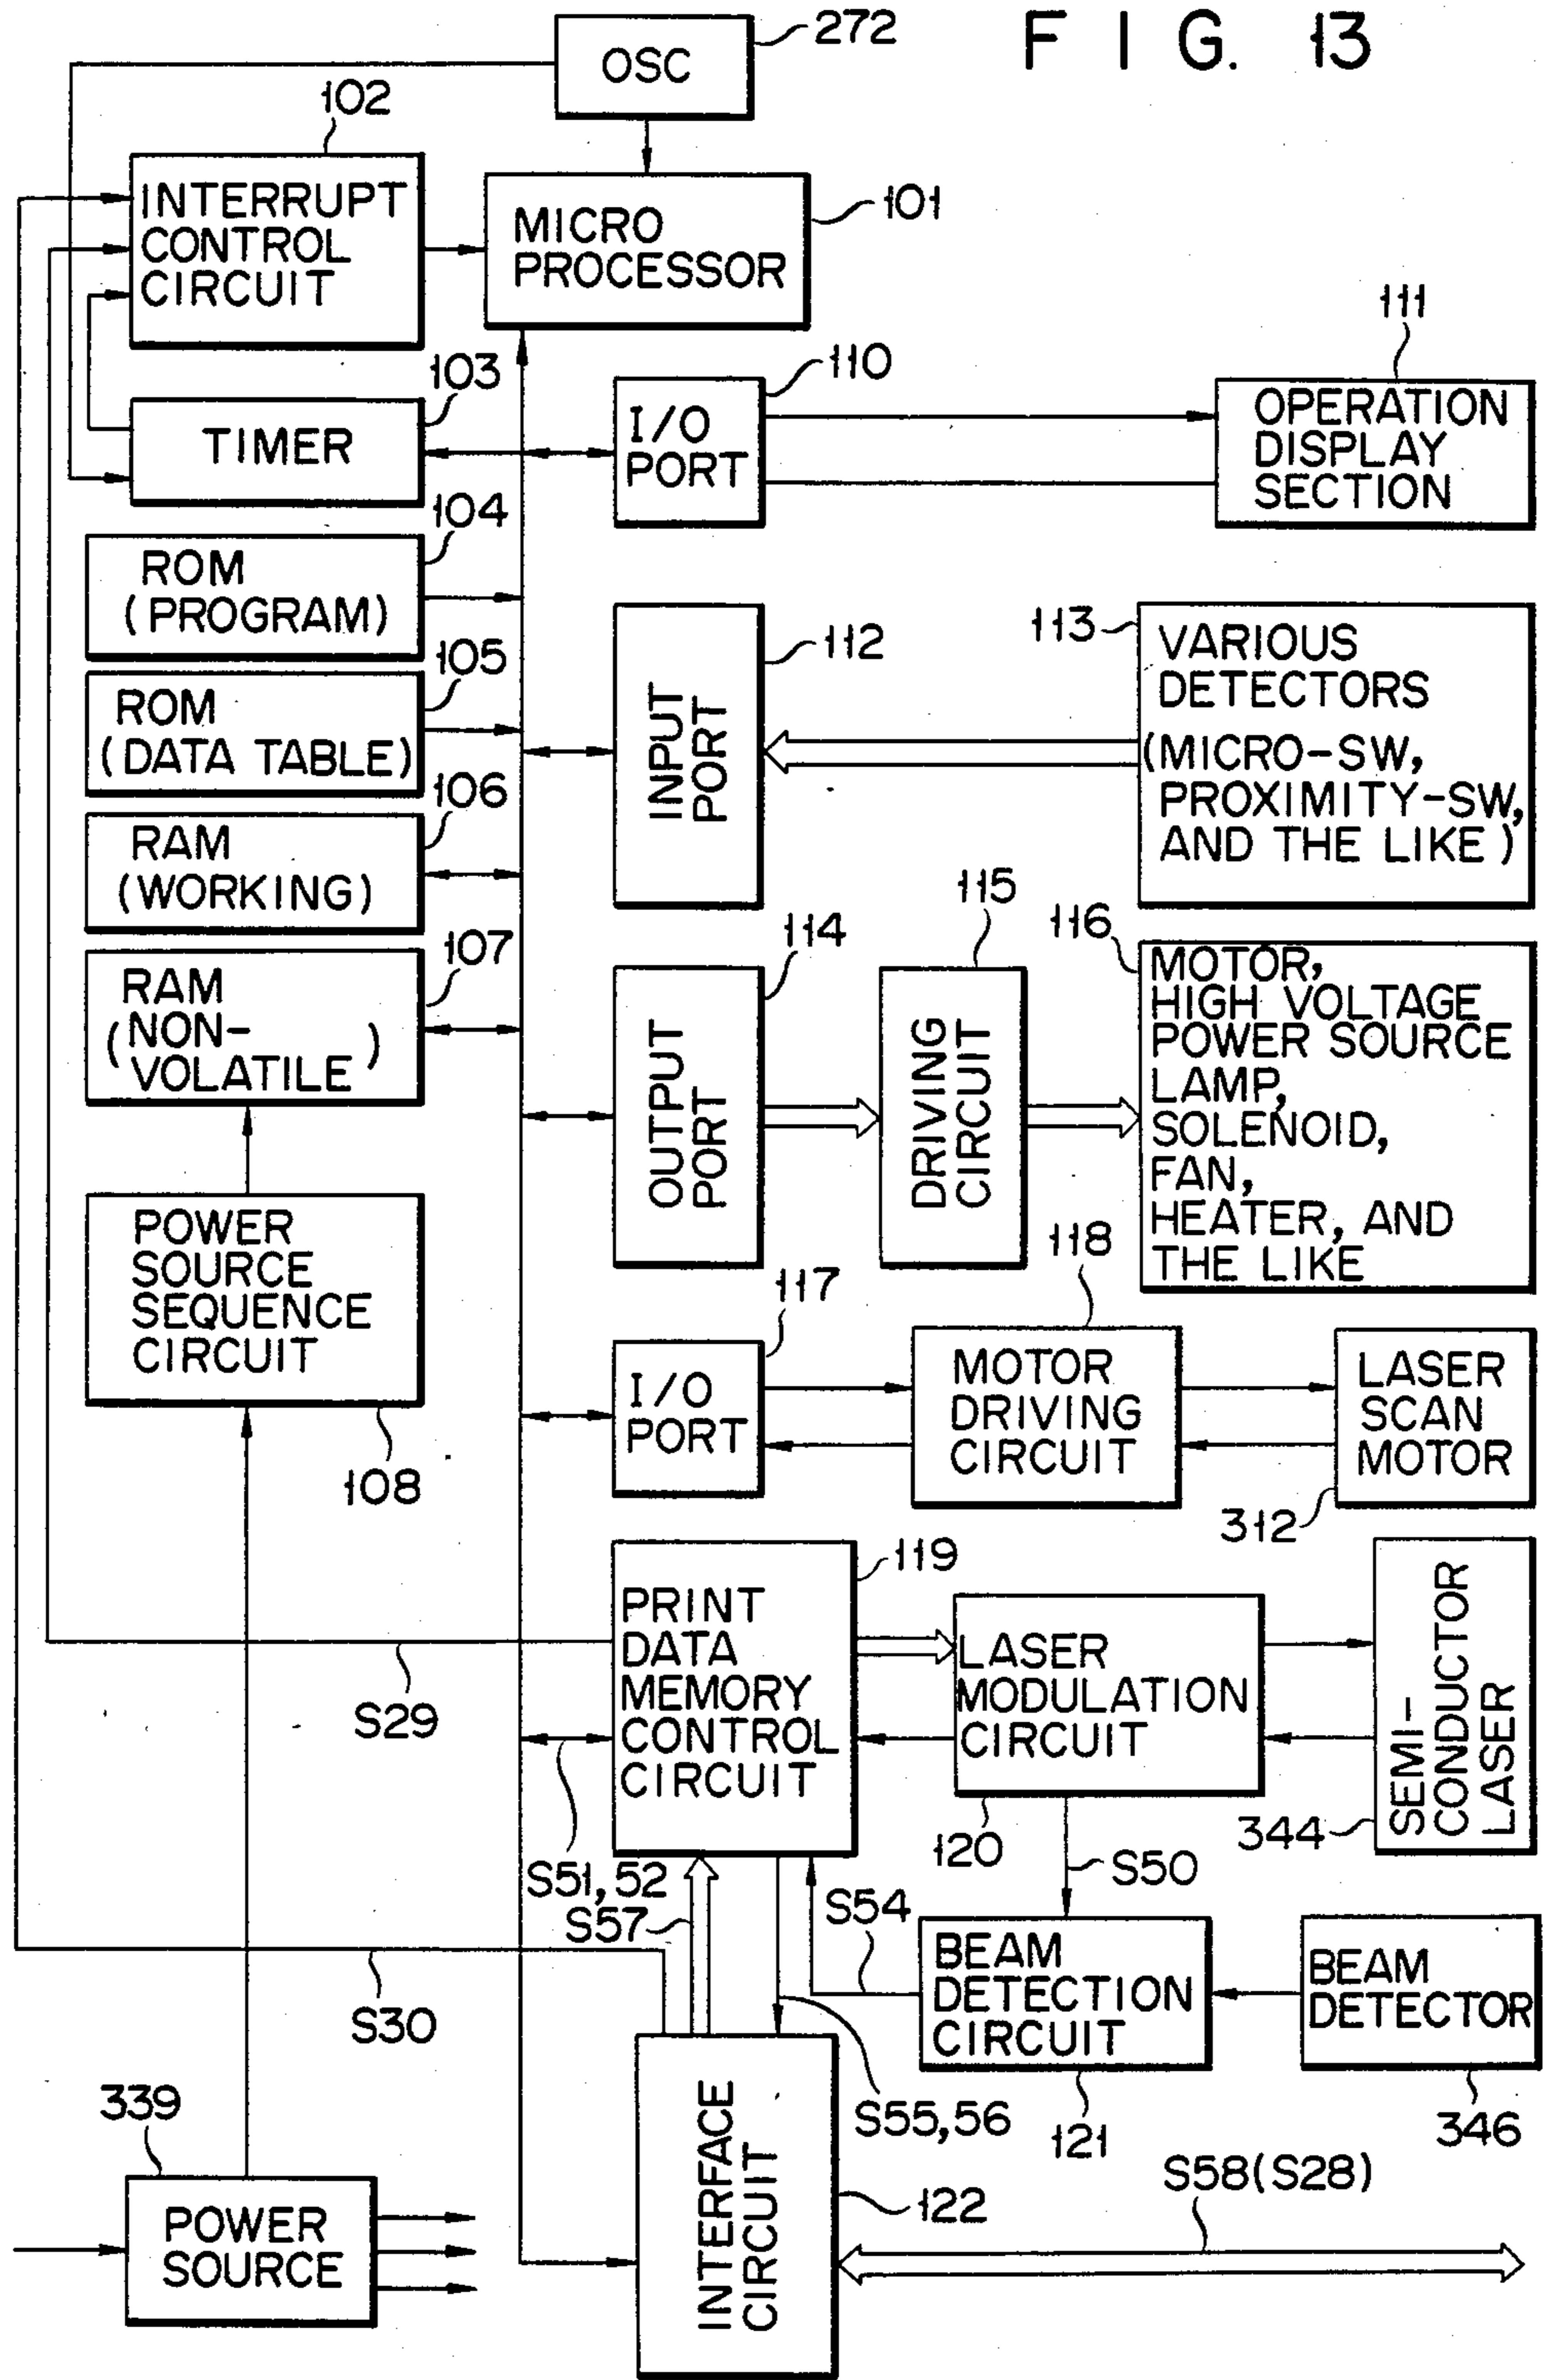 FIG. 13
272
OSC
102
INTERRUPT
CONTROL
CIRCUIT
MICRO
PROCESSOR
101
103
TIMER
110
I/O
PORT
111
OPERATION
DISPLAY
SECTION
104
ROM
(PROGRAM)
105
ROM
(DATA TABLE)
106
RAM
(WORKING)
107
RAM
(NON-
VOLATILE)
112
INPUT
PORT
113
VARIOUS
DETECTORS
(MICRO-SW,
PROXIMITY-SW,
AND THE LIKE)
114
OUTPUT
PORT
115
DRIVING
CIRCUIT
116
MOTOR,
HIGH VOLTAGE
POWER SOURCE
LAMP,
SOLENOID,
FAN,
HEATER, AND
THE LIKE
POWER
SOURCE
SEQUENCE
CIRCUIT
108
117
I/O
PORT
118
MOTOR
DRIVING
CIRCUIT
LASER
SCAN
MOTOR
312
119
PRINT
DATA
MEMORY
CONTROL
CIRCUIT
LASER
MODULATION
CIRCUIT
120
SEMI-
CONDUCTOR
LASER
344
S29
S51,52
S57
S50
S54
S30
BEAM
DETECTION
CIRCUIT
121
BEAM
DETECTOR
346
S55,56
339
POWER
SOURCE
INTERFACE
CIRCUIT
122
S58(S28)